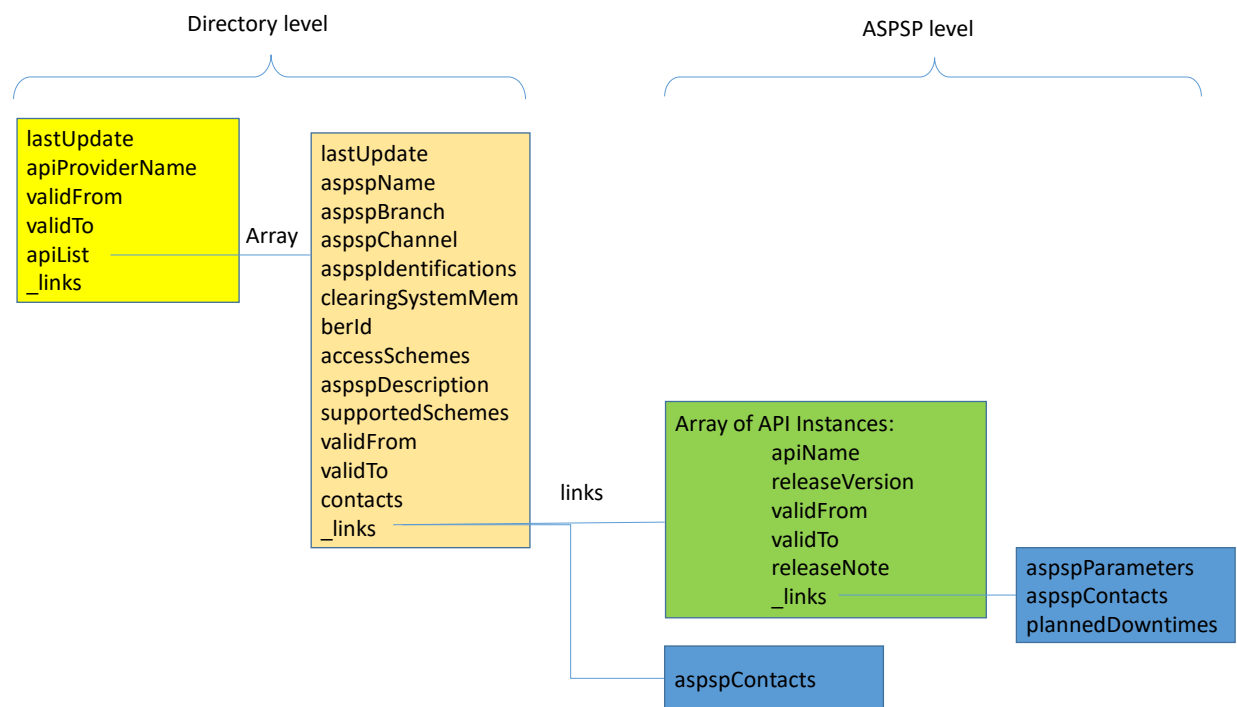 Directory level
ASPSP level
lastUpdate
apiProviderName
validFrom
validTo
apiList
_links
Array
lastUpdate
aspspName
aspspBranch
aspspChannel
aspspIdentifications
clearingSystemMem
berId
accessSchemes
aspspDescription
supportedSchemes
validFrom
validTo
contacts
_links
links
Array of API Instances:
apiName
releaseVersion
validFrom
validTo
releaseNote
_links
aspspParameters
aspspContacts
plannedDowntimes
aspspContacts